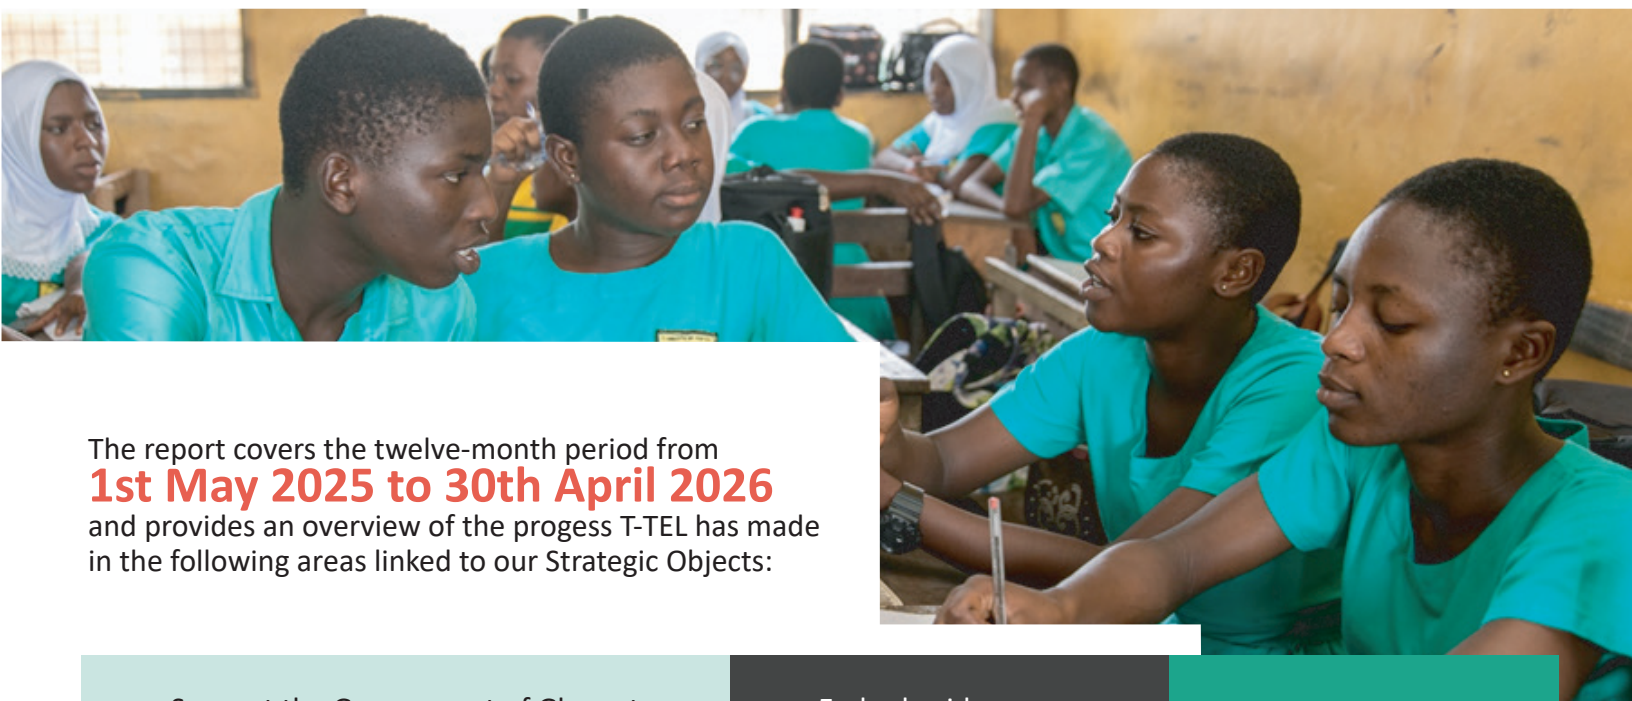 The report covers the twelve-month period from
1st May 2025 to 30th April 2026
and provides an overview of the progess T-TEL has made
in the following areas linked to our Strategic Objects: